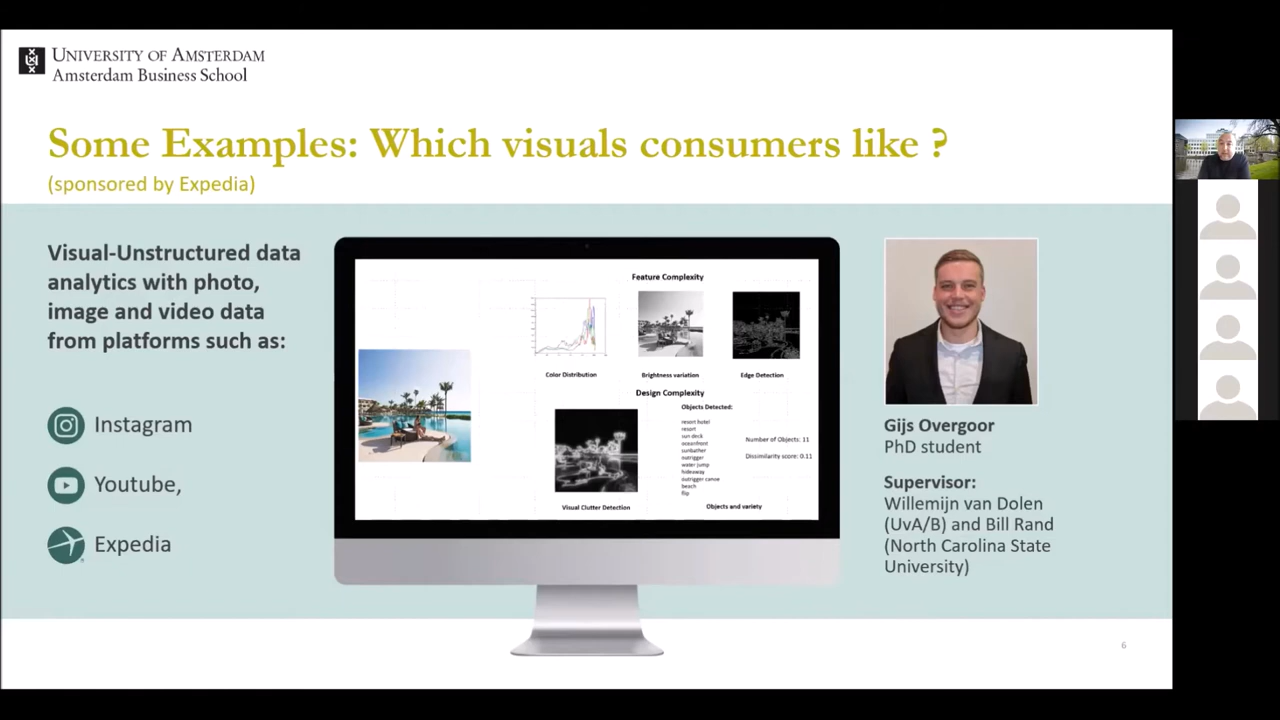 UNIVERSITY OF AMSTERDAM
Amsterdam Business School
Some Examples: Which visuals consumers like ?
(sponsored by Expedia)
Visual-Unstructured data
analytics with photo,
image and video data
from platforms such as:
Instagram
Youtube,
Expedia
Feature Complexity
Color Distribution
Brightness variation
Edge Detection
Design Complexity
Objects Detected:
resort hotel
resort
sun deck
oceanfront
sunbather
outrigger
water jump
hideaway
outrigger canoe
beach
flip
Number of Objects: 11
Dissimilarity score: 0.11
Visual Clutter Detection
Objects and variety
Gijs Overgoor
PhD student
Supervisor:
Willemijn van Dolen
(UvA/B) and Bill Rand
(North Carolina State
University)
6